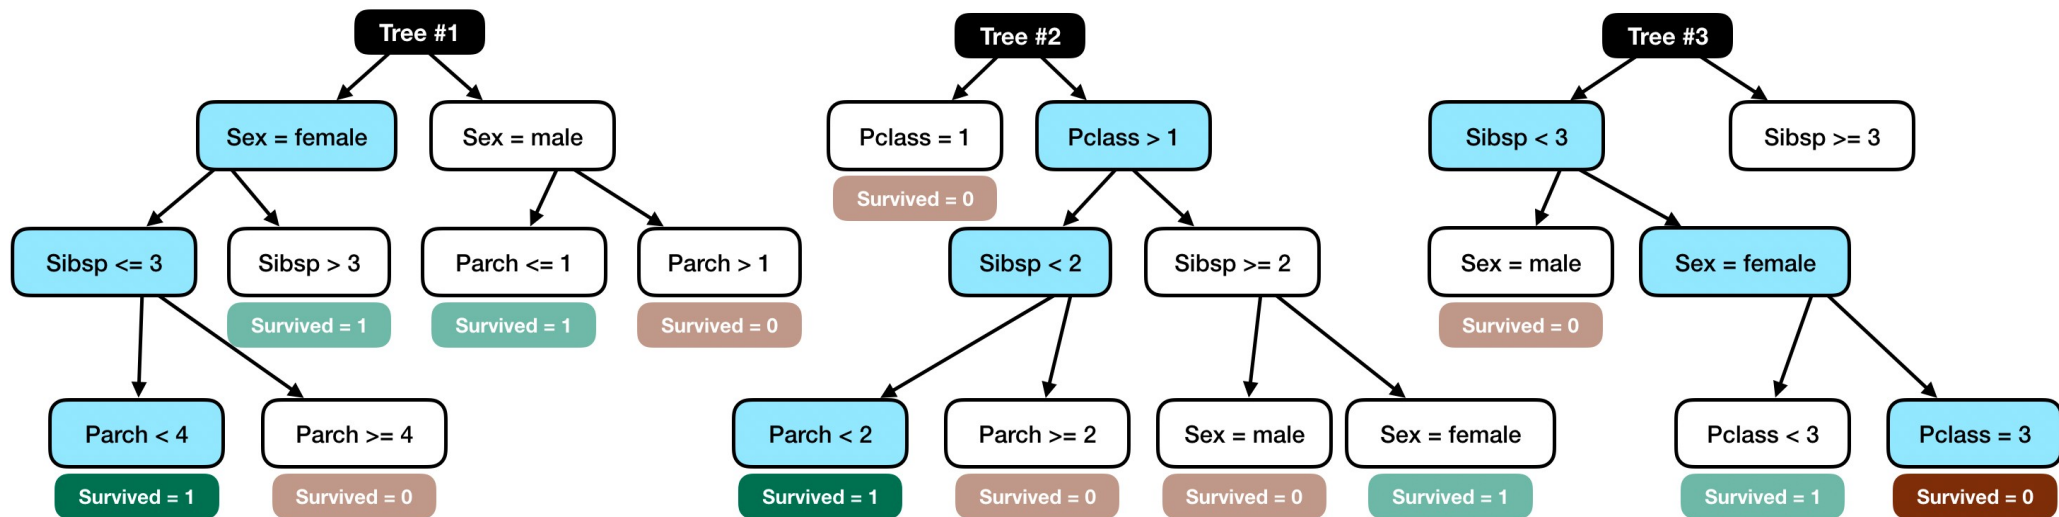 Tree #1
Tree #2
Tree #3
Sex = female
Sex = male
Pclass = 1
Pclass > 1
Sibsp < 3
Sibsp >= 3
Survived = 0
Sibsp <= 3
Sibsp > 3
Parch <= 1
Parch > 1
Sibsp < 2
Sibsp >= 2
Sex = male
Sex = female
Survived = 1
Survived = 1
Survived = 0
Survived = 0
Parch < 4
Parch >= 4
Parch < 2
Parch >= 2
Sex = male
Sex = female
Pclass < 3
Pclass = 3
Survived = 1
Survived = 0
Survived = 1
Survived = 0
Survived = 0
Survived = 1
Survived = 1
Survived = 0